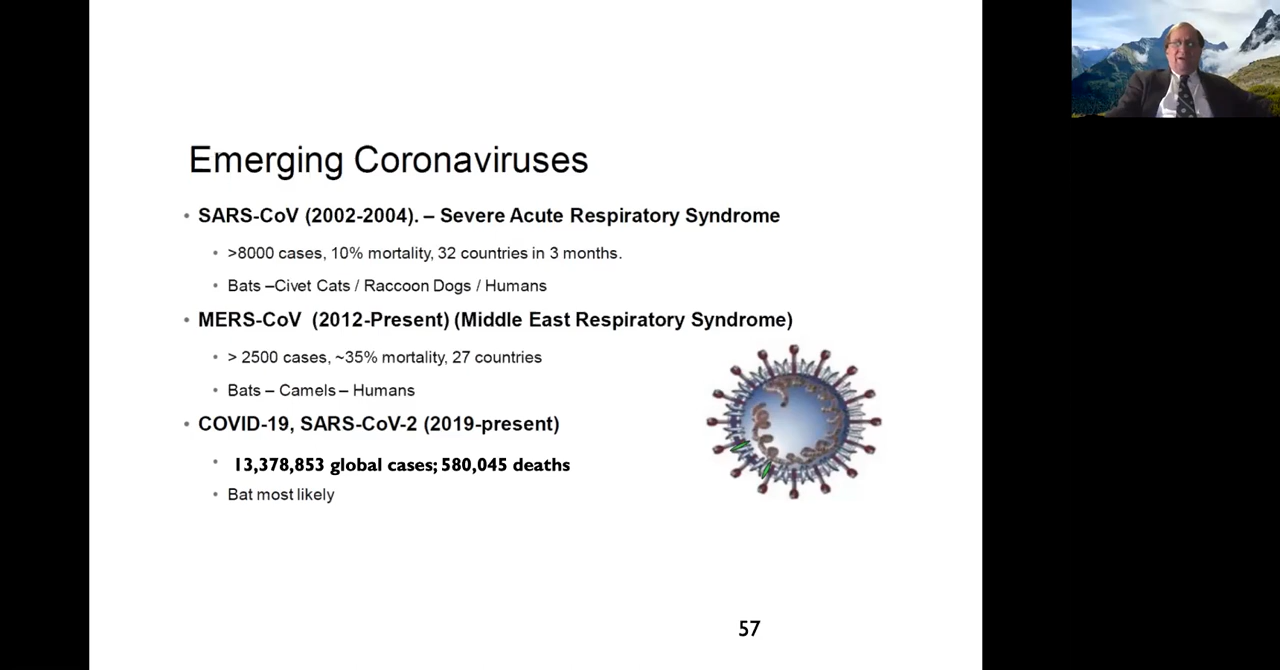 Emerging Coronaviruses
• SARS-CoV (2002-2004). – Severe Acute Respiratory Syndrome
• >8000 cases, 10% mortality, 32 countries in 3 months.
• Bats –Civet Cats / Raccoon Dogs / Humans
• MERS-CoV (2012-Present) (Middle East Respiratory Syndrome)
• > 2500 cases, ~35% mortality, 27 countries
• Bats – Camels – Humans
• COVID-19, SARS-CoV-2 (2019-present)
• 13,378,853 global cases; 580,045 deaths
• Bat most likely
57